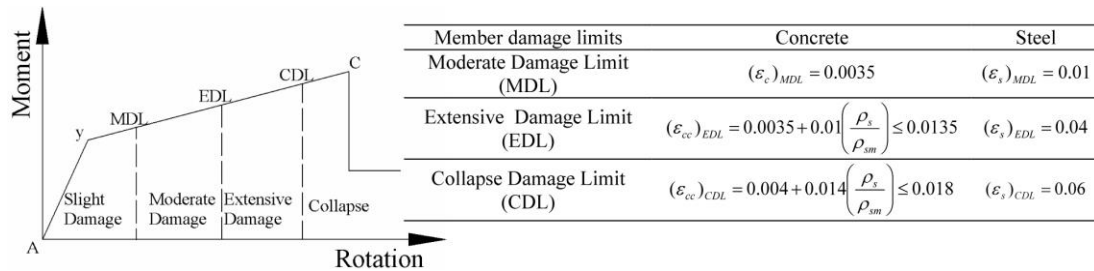 Moment
C
CDL
EDL
MDL
y
Slight
Damage
Moderate
Damage
Extensive
Damage
Collapse
A
Rotation
Member damage limits Concrete Steel
Moderate Damage Limit
(MDL) (ε_c)_MDL = 0.0035 (ε_s)_MDL = 0.01
Extensive Damage Limit
(EDL) (ε_cc)_EDL = 0.0035 + 0.01(ρ_s/ρ_sm) ≤ 0.0135 (ε_s)_EDL = 0.04
Collapse Damage Limit
(CDL) (ε_cc)_CDL = 0.004 + 0.014(ρ_s/ρ_sm) ≤ 0.018 (ε_s)_CDL = 0.06